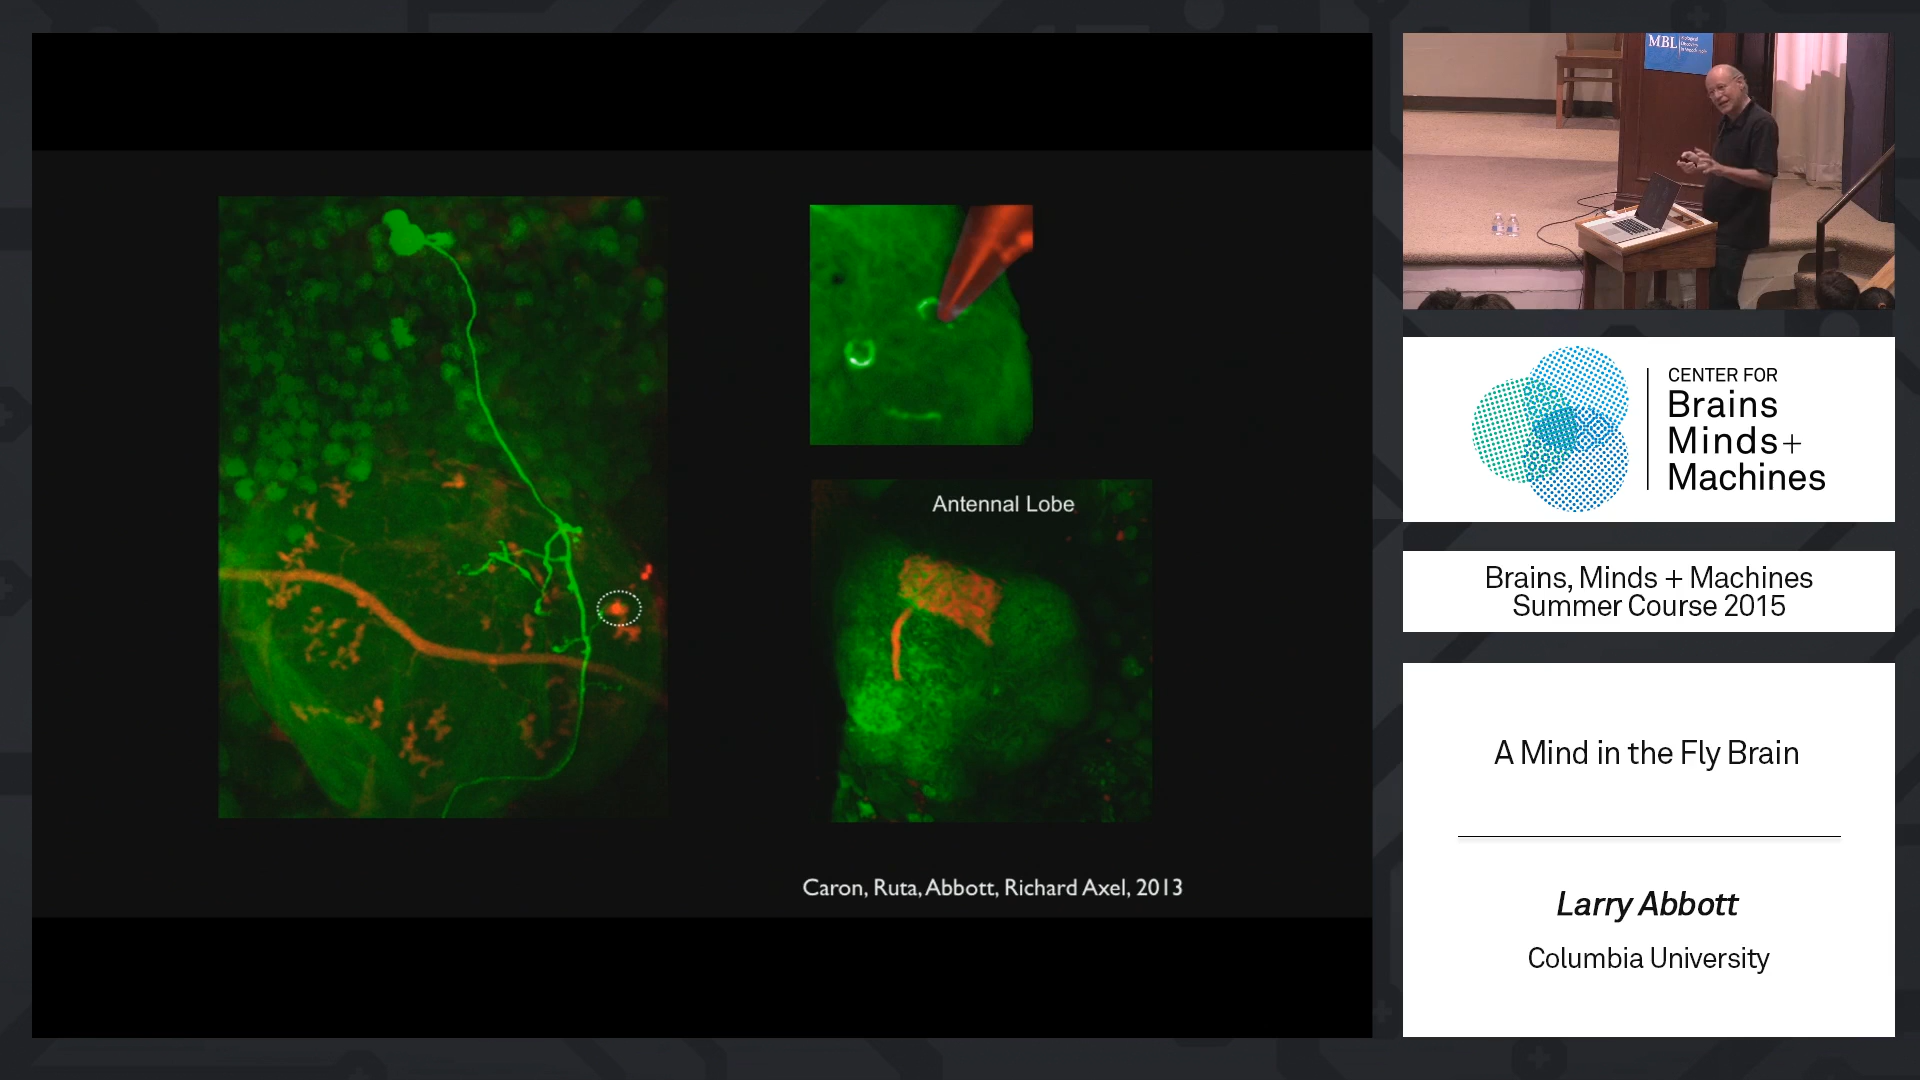 Antennal Lobe
Caron, Ruta, Abbott, Richard Axel, 2013
MBL
CENTER FOR
Brains
Minds+
Machines
Brains, Minds + Machines
Summer Course 2015
A Mind in the Fly Brain
Larry Abbott
Columbia University